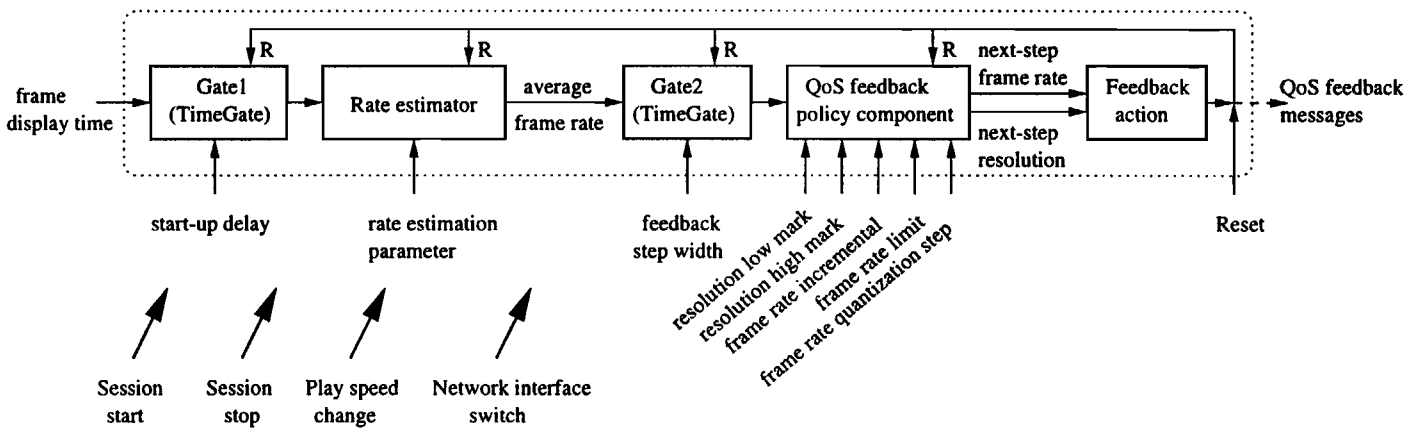 R
R
R
R
next-step
frame rate
frame
display time
Gate1
(TimeGate)
Rate estimator
average
frame rate
Gate2
(TimeGate)
QoS feedback
policy component
next-step
resolution
Feedback
action
QoS feedback
messages
start-up delay
rate estimation
parameter
feedback
step width
resolution low mark
resolution high mark
frame rate incremental
frame rate limit
frame rate quantization step
Reset
Session
start
Session
stop
Play speed
change
Network interface
switch